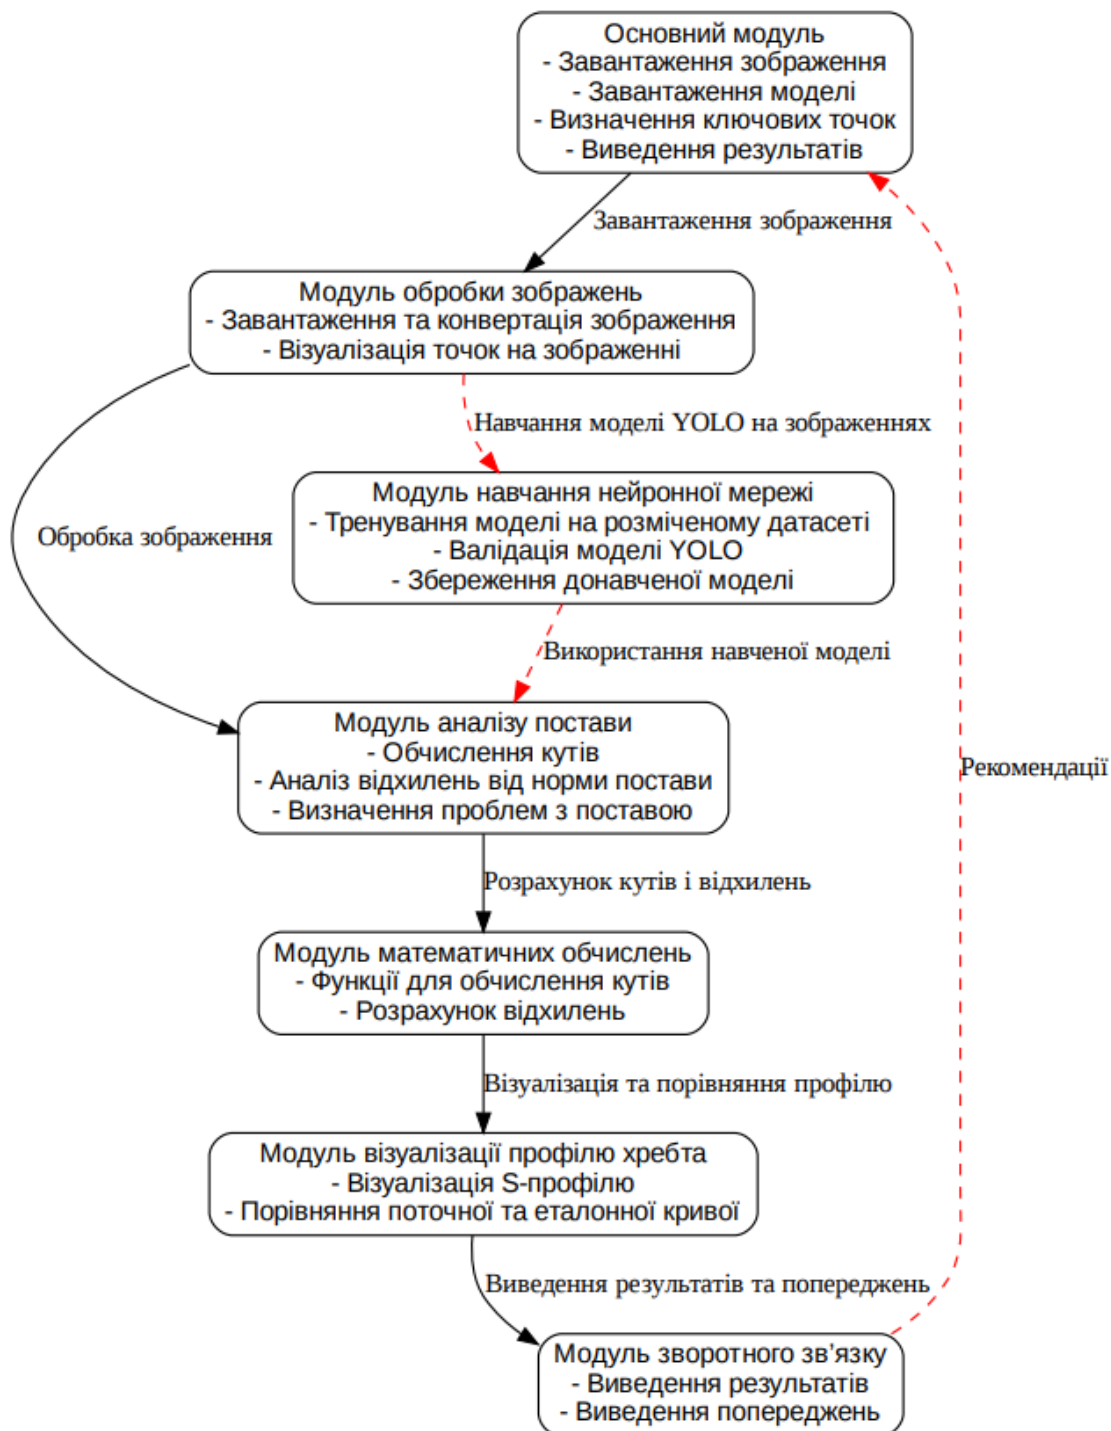 Основний модуль
- Завантаження зображення
- Завантаження моделі
- Визначення ключових точок
- Виведення результатів
Завантаження зображення
Модуль обробки зображень
- Завантаження та конвертація зображення
- Візуалізація точок на зображенні
Навчання моделі YOLO на зображеннях
Модуль навчання нейронної мережі
- Тренування моделі на розміченому датасеті
- Валідація моделі YOLO
- Збереження донавченої моделі
Обробка зображення
Використання навченої моделі
Модуль аналізу постави
- Обчислення кутів
- Аналіз відхилень від норми постави
- Визначення проблем з поставою
Рекомендації
Розрахунок кутів і відхилень
Модуль математичних обчислень
- Функції для обчислення кутів
- Розрахунок відхилень
Візуалізація та порівняння профілю
Модуль візуалізації профілю хребта
- Візуалізація S-профілю
- Порівняння поточної та еталонної кривої
Виведення результатів та попереджень
Модуль зворотного зв’язку
- Виведення результатів
- Виведення попереджень